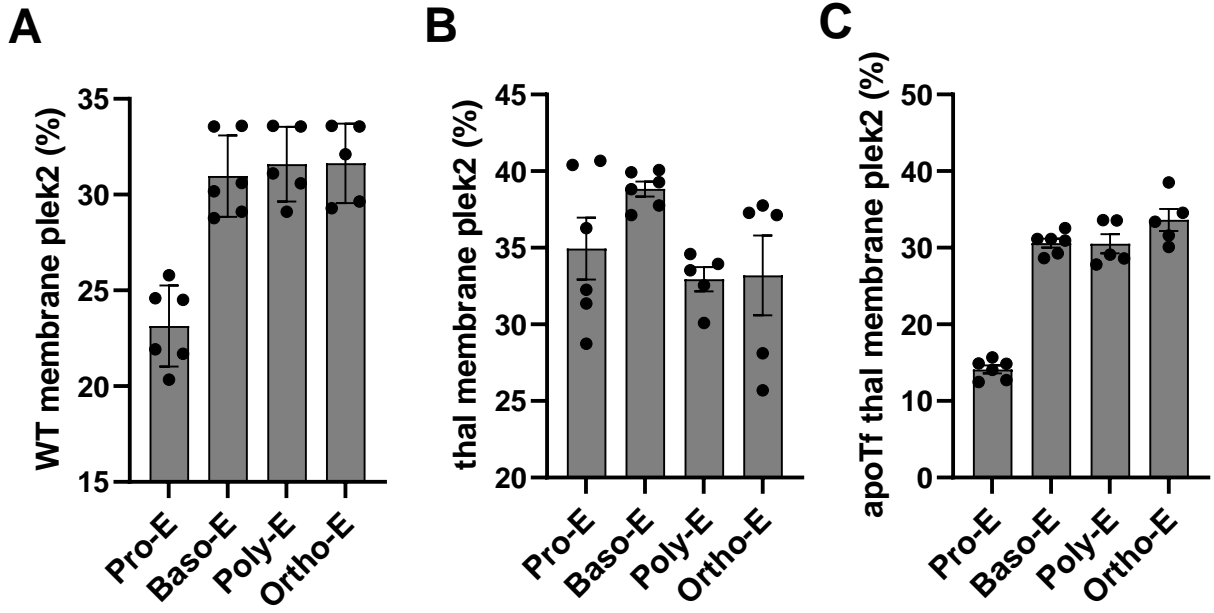 A
WT membrane plek2 (%)
35
30
25
20
15
Pro-E
Baso-E
Poly-E
Ortho-E
B
thal membrane plek2 (%)
45
40
35
30
25
20
Pro-E
Baso-E
Poly-E
Ortho-E
C
apoTf thal membrane plek2 (%)
50
40
30
20
10
0
Pro-E
Baso-E
Poly-E
Ortho-E